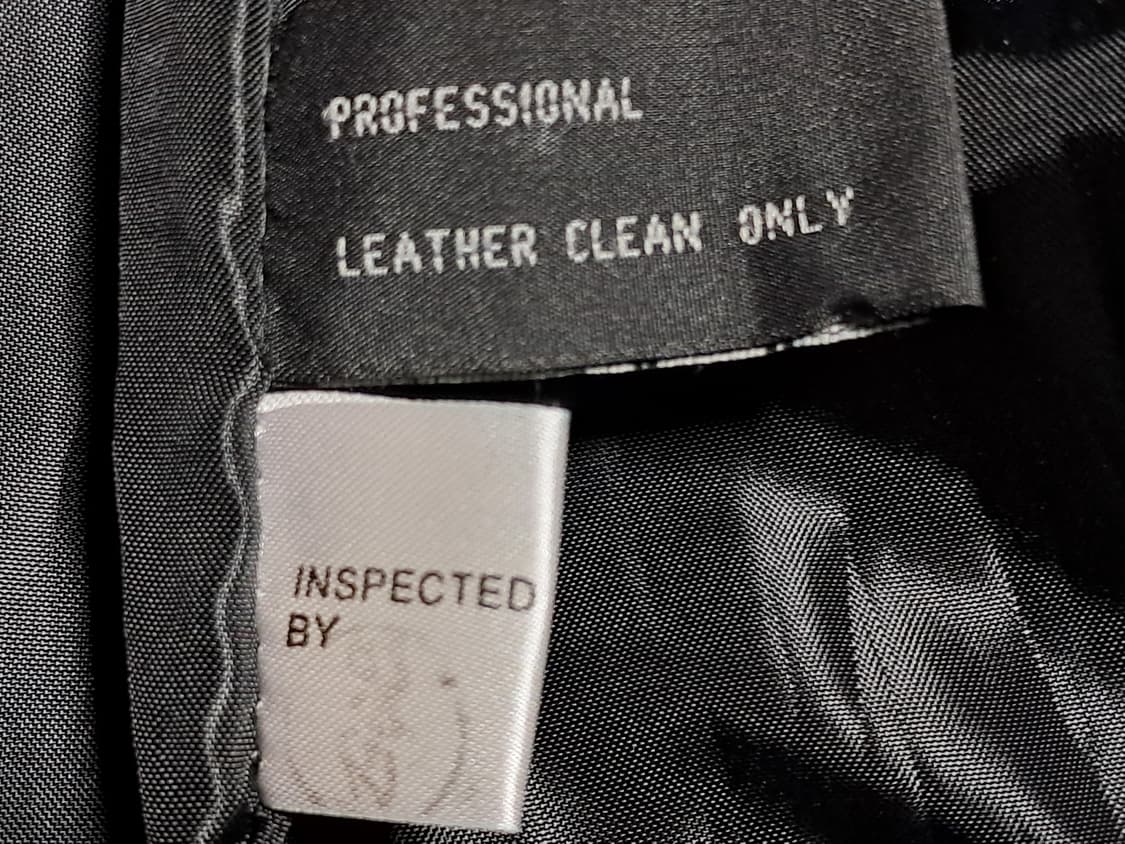 PROFESSIONAL
LEATHER CLEAN ONLY
INSPECTED
BY